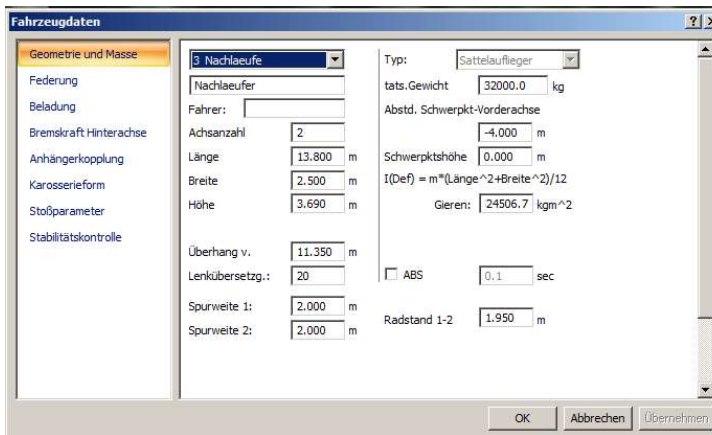 Fahrzeugdaten
Geometrie und Masse
Federung
Beladung
Bremskraft Hinterachse
Anhängerkopplung
Karosserieform
Stoßparameter
Stabilitätskontrolle
3 Nachlaeufe
Nachlaeufer
Fahrer:
Achsanzahl 2
Länge 13.800 m
Breite 2.500 m
Höhe 3.690 m
Überhang v. 11.350 m
Lenkübersetzg.: 20
Spurweite 1: 2.000 m
Spurweite 2: 2.000 m
Typ: Sattelauflieger
tats.Gewicht 32000.0 kg
Abstd. Schwerpkt-Vorderachse
-4.000 m
Schwerpktshöhe 0.000 m
I(Def) = m*(Länge^2+Breite^2)/12
Gieren: 24506.7 kgm^2
ABS 0.1 sec
Radstand 1-2 1.950 m
OK Abbrechen Übernehmen